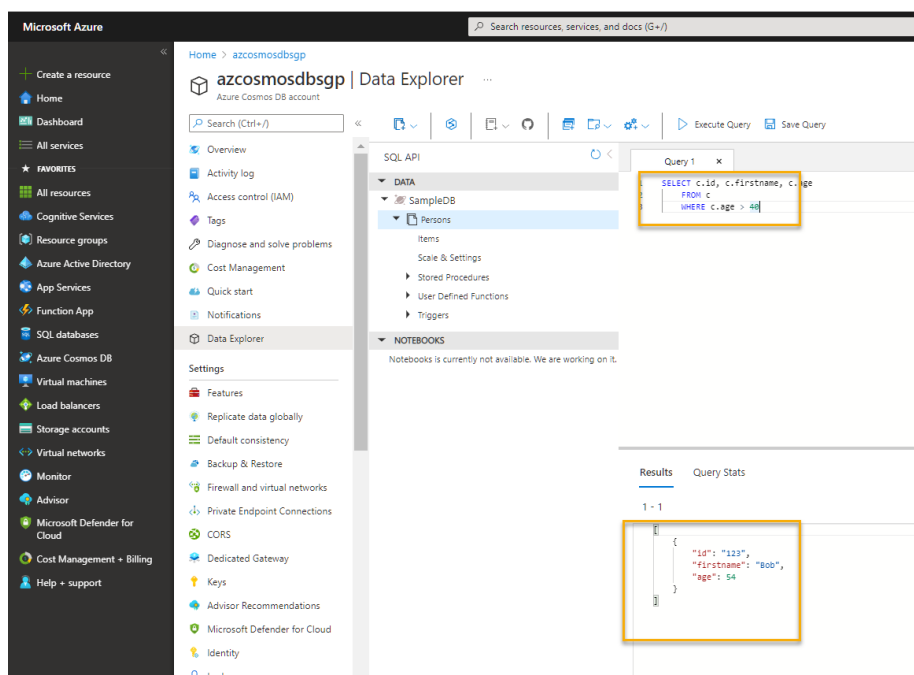 Microsoft Azure
Search resources, services, and docs (G+/)
«
Create a resource
Home
Dashboard
All services
FAVORITES
All resources
Cognitive Services
Resource groups
Azure Active Directory
App Services
Function App
SQL databases
Azure Cosmos DB
Virtual machines
Load balancers
Storage accounts
Virtual networks
Monitor
Advisor
Microsoft Defender for
Cloud
Cost Management + Billing
Help + support
Home > azcosmosdbsgp
azcosmosdbsgp | Data Explorer ...
Azure Cosmos DB account
Search (Ctrl+/)
«
Overview
Activity log
Access control (IAM)
Tags
Diagnose and solve problems
Cost Management
Quick start
Notifications
Data Explorer
Settings
Features
Replicate data globally
Default consistency
Backup & Restore
Firewall and virtual networks
Private Endpoint Connections
CORS
Dedicated Gateway
Keys
Advisor Recommendations
Microsoft Defender for Cloud
Identity
Execute Query
Save Query
SQL API
DATA
SampleDB
Persons
Items
Scale & Settings
Stored Procedures
User Defined Functions
Triggers
NOTEBOOKS
Notebooks is currently not available. We are working on it.
Query 1 ×
1 SELECT c.id, c.firstname, c.age
2 FROM c
3 WHERE c.age > 40
Results Query Stats
1 - 1
[
{
"id": "123",
"firstname": "Bob",
"age": 54
}
]